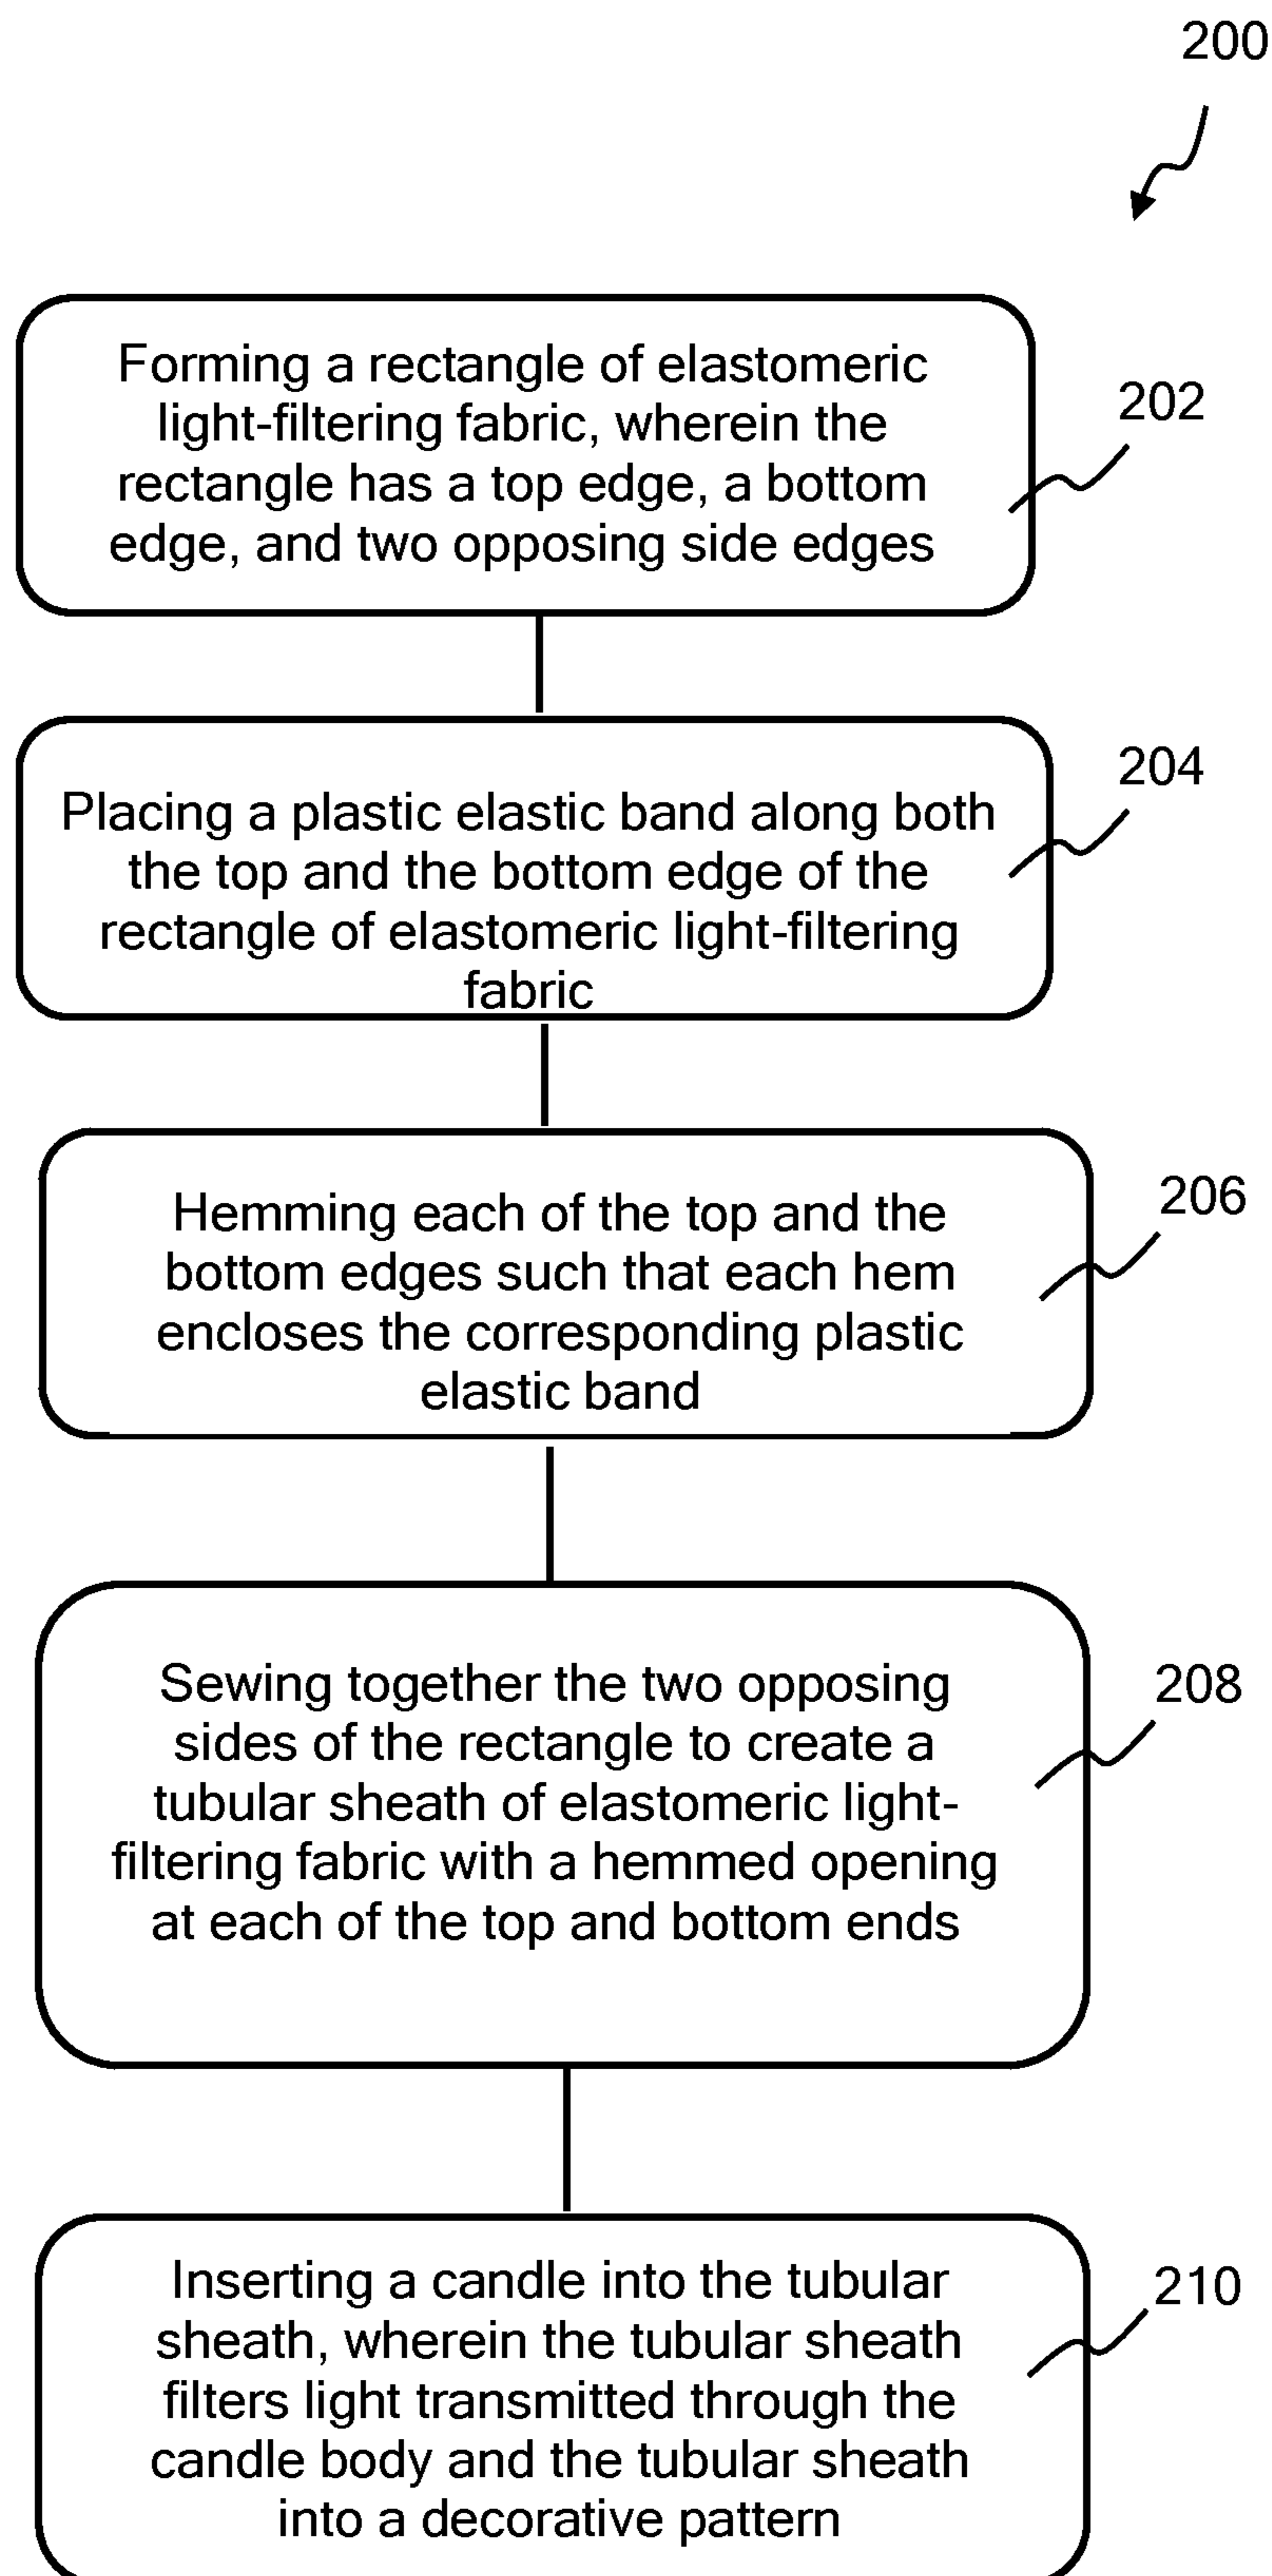 200
Forming a rectangle of elastomeric
light-filtering fabric, wherein the
rectangle has a top edge, a bottom
edge, and two opposing side edges
202
Placing a plastic elastic band along both
the top and the bottom edge of the
rectangle of elastomeric light-filtering
fabric
204
Hemming each of the top and the
bottom edges such that each hem
encloses the corresponding plastic
elastic band
206
Sewing together the two opposing
sides of the rectangle to create a
tubular sheath of elastomeric light-
filtering fabric with a hemmed opening
at each of the top and bottom ends
208
Inserting a candle into the tubular
sheath, wherein the tubular sheath
filters light transmitted through the
candle body and the tubular sheath
into a decorative pattern
210